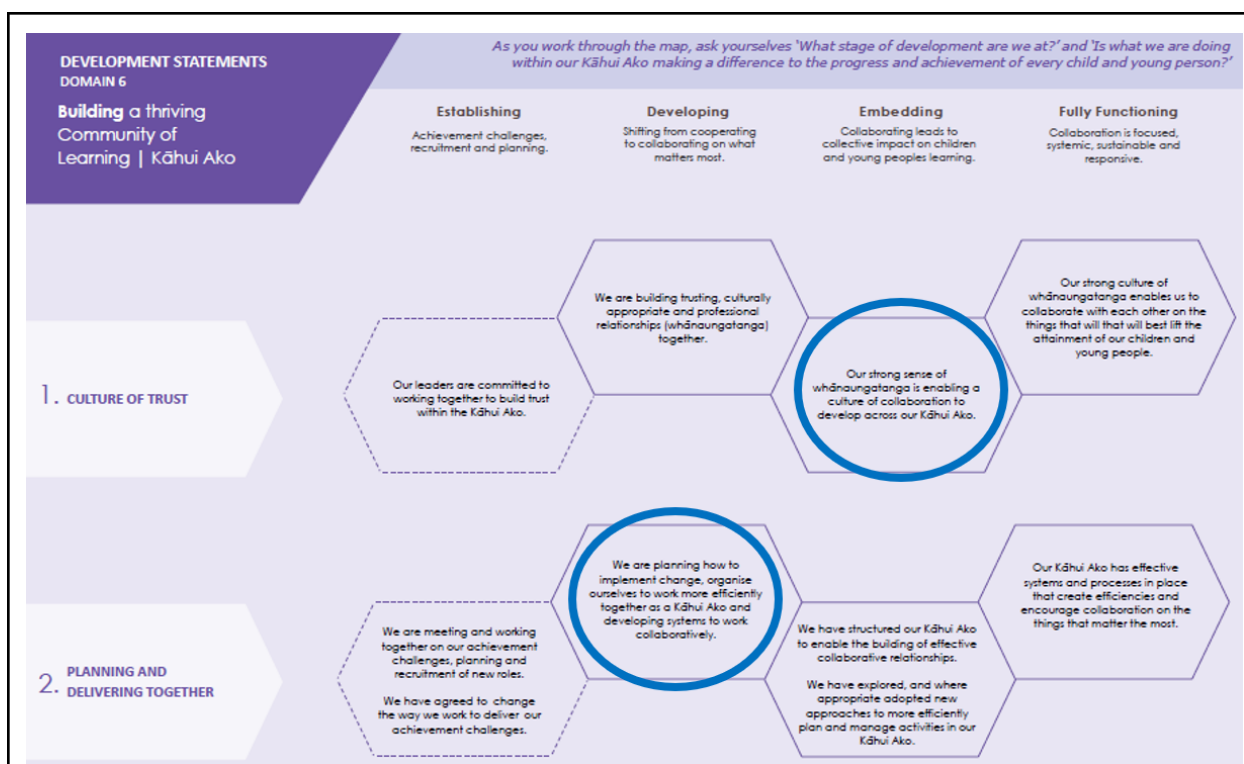 DEVELOPMENT STATEMENTS
DOMAIN 6
Building a thriving
Community of
Learning | Kāhui Ako
As you work through the map, ask yourselves 'What stage of development are we at?' and 'Is what we are doing
within our Kāhui Ako making a difference to the progress and achievement of every child and young person?'
Establishing
Achievement challenges,
recruitment and planning.
Developing
Shifting from cooperating
to collaborating on what
matters most.
Embedding
Collaborating leads to
collective impact on children
and young peoples learning.
Fully Functioning
Collaboration is focused,
systemic, sustainable and
responsive.
1. CULTURE OF TRUST
Our leaders are committed to
working together to build trust
within the Kāhui Ako.
We are building trusting, culturally
appropriate and professional
relationships (whānaungatanga)
together.
Our strong sense of
whānaungatanga is enabling a
culture of collaboration to
develop across our Kāhui Ako.
Our strong culture of
whānaungatanga enables us to
collaborate with each other on the
things that will that will best lift the
attainment of our children and
young people.
2. PLANNING AND
DELIVERING TOGETHER
We are meeting and working
together on our achievement
challenges, planning and
recruitment of new roles.
We have agreed to change
the way we work to deliver our
achievement challenges.
We are planning how to
implement change, organise
ourselves to work more efficiently
together as a Kāhui Ako and
developing systems to work
collaboratively.
We have structured our Kāhui Ako
to enable the building of effective
collaborative relationships.
We have explored, and where
appropriate adopted new
approaches to more efficiently
plan and manage activities in our
Kāhui Ako.
Our Kāhui Ako has effective
systems and processes in place
that create efficiencies and
encourage collaboration on the
things that matter the most.